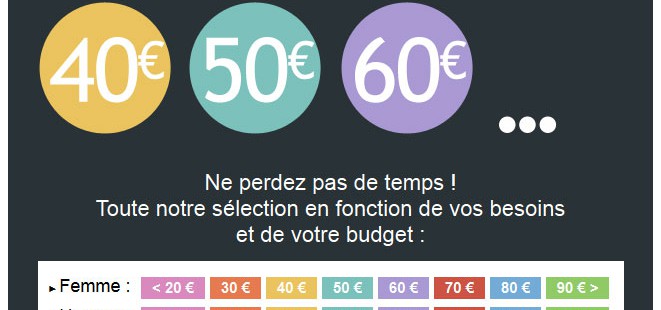 40€ 50€ 60€ ...
Ne perdez pas de temps !
Toute notre sélection en fonction de vos besoins
et de votre budget :
▸ Femme : < 20 € 30 € 40 € 50 € 60 € 70 € 80 € 90 € >